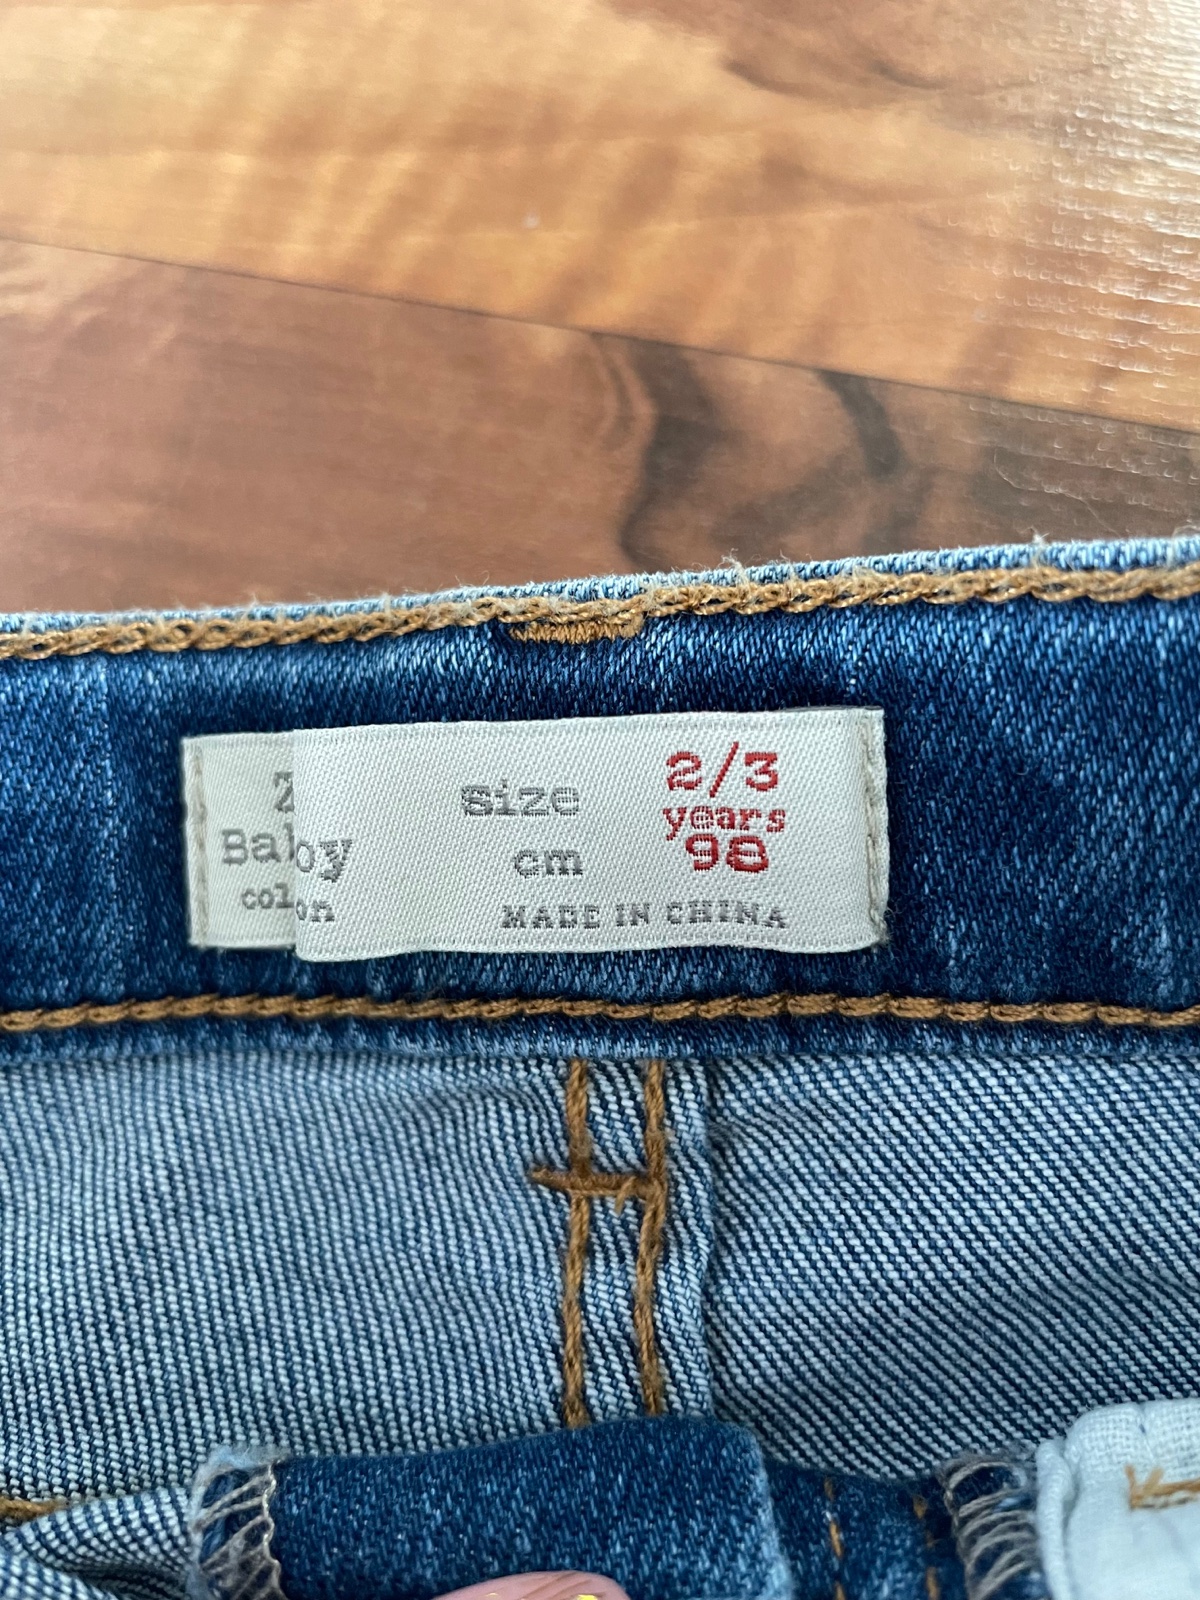 size 2/3
years
cm 98
MADE IN CHINA